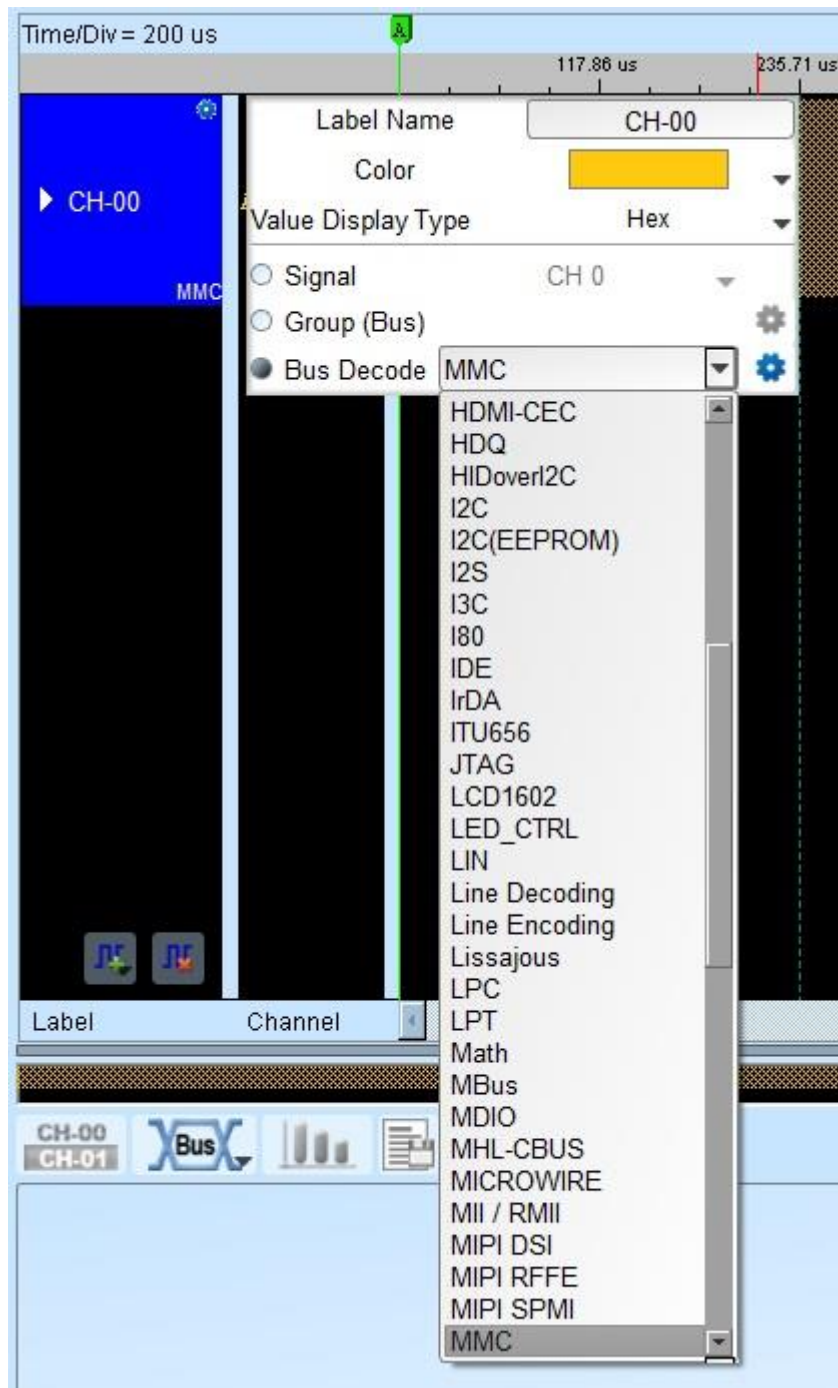 Time/Div = 200 us
A
117.86 us
235.71 us
Label Name CH-00
Color
CH-00
Value Display Type Hex
MMC
Signal CH 0
Group (Bus)
Bus Decode MMC
HDMI-CEC
HDQ
HIDoverI2C
I2C
I2C(EEPROM)
I2S
I3C
I80
IDE
IrDA
ITU656
JTAG
LCD1602
LED_CTRL
LIN
Line Decoding
Line Encoding
Lissajous
LPC
LPT
Math
MBus
MDIO
MHL-CBUS
MICROWIRE
MII / RMII
MIPI DSI
MIPI RFFE
MIPI SPMI
MMC
Label Channel
CH-00
CH-01
Bus